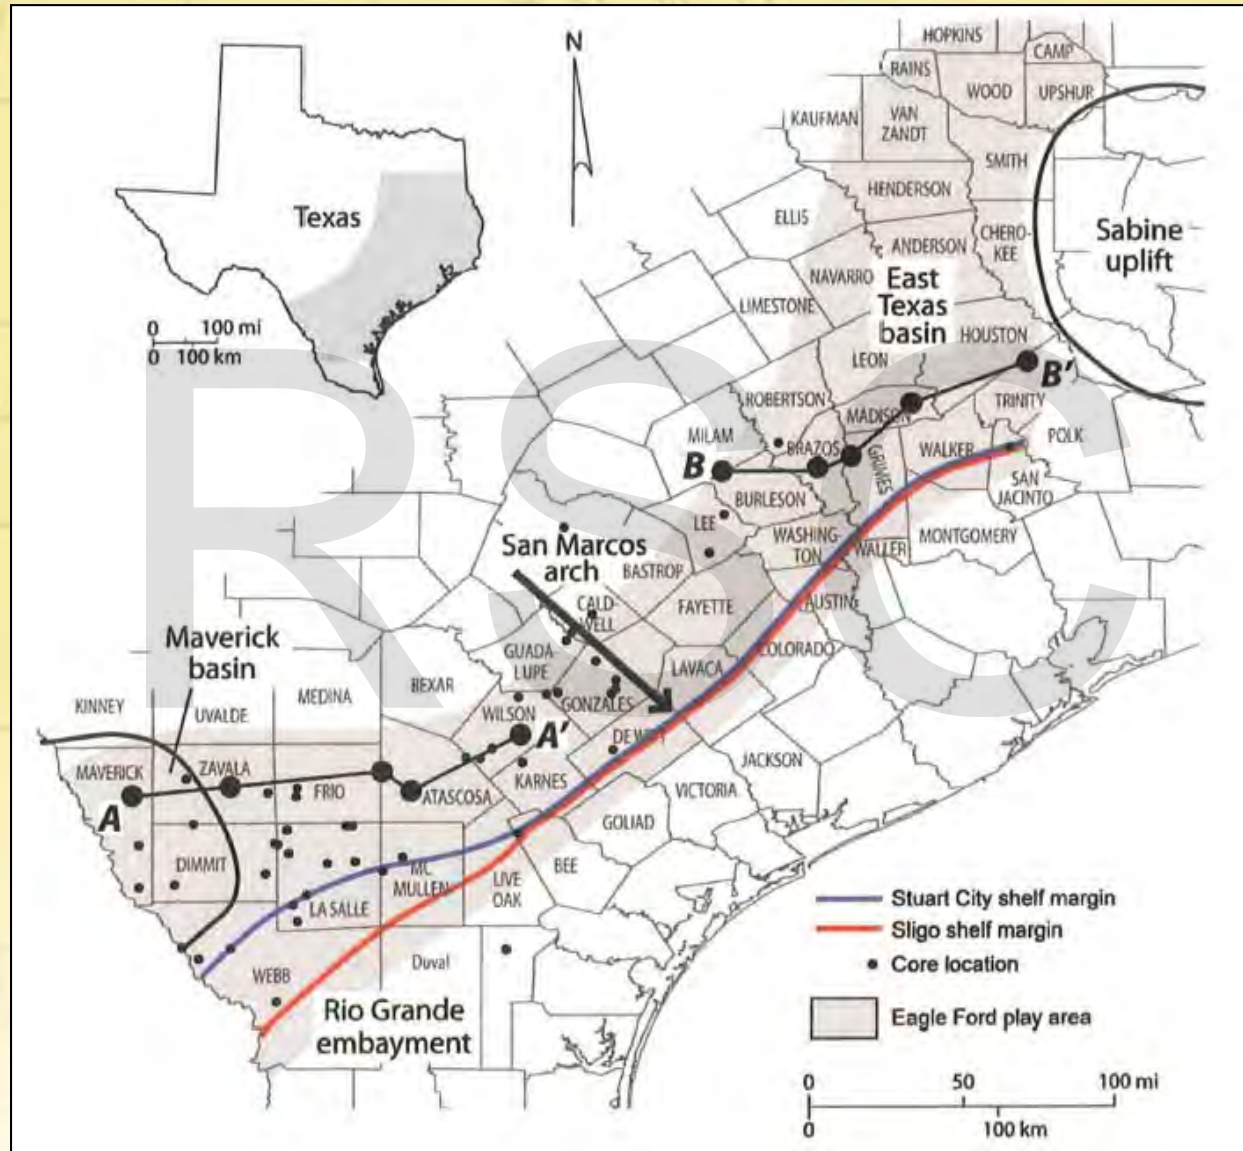 HOPKINS
CAMP
RAINS
WOOD
UPSHUR
KAUFMAN
VAN
ZANDT
SMITH
HENDERSON
ELLIS
ANDERSON
CHERO-
KEE
Sabine
uplift
NAVARRO
East
Texas
basin
LIMESTONE
HOUSTON
LEON
B'
ROBERTSON
MADISON
TRINITY
MILAM
B
BRAZOS
GRIMES
WALKER
POLK
SAN
JACINTO
BURLESON
LEE
WASHING-
TON
WALLER
MONTGOMERY
N
Texas
0 100 mi
0 100 km
RSC
San Marcos
arch
BASTROP
CALD-
WELL
FAYETTE
AUSTIN
COLORADO
Maverick
basin
GUADA-
LUPE
LAVACA
GONZALES
BEXAR
MEDINA
KINNEY
UVALDE
WILSON
A'
DEWITT
JACKSON
MAVERICK
ZAVALA
FRIO
ATASCOSA
KARNES
VICTORIA
A
GOLIAD
DIMMIT
MC
MULLEN
LIVE
OAK
BEE
LA SALLE
WEBB
Duval
Rio Grande
embayment
Stuart City shelf margin
Sligo shelf margin
Core location
Eagle Ford play area
0 50 100 mi
0 100 km